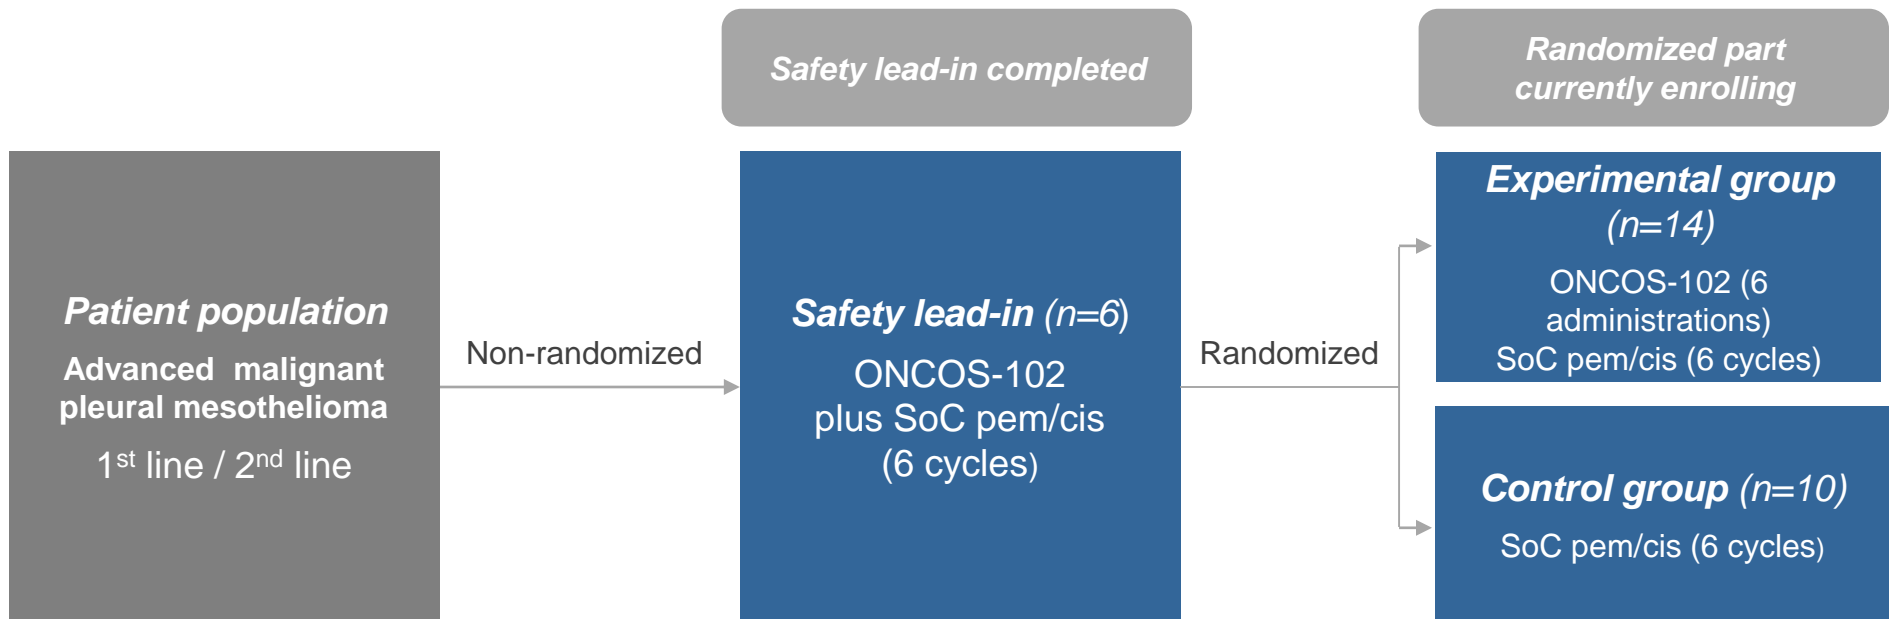 Safety lead-in completed
Randomized part
currently enrolling
Patient population
Advanced malignant
pleural mesothelioma
1st line / 2nd line
Non-randomized
Safety lead-in (n=6)
ONCOS-102
plus SoC pem/cis
(6 cycles)
Randomized
Experimental group
(n=14)
ONCOS-102 (6
administrations)
SoC pem/cis (6 cycles)
Control group (n=10)
SoC pem/cis (6 cycles)